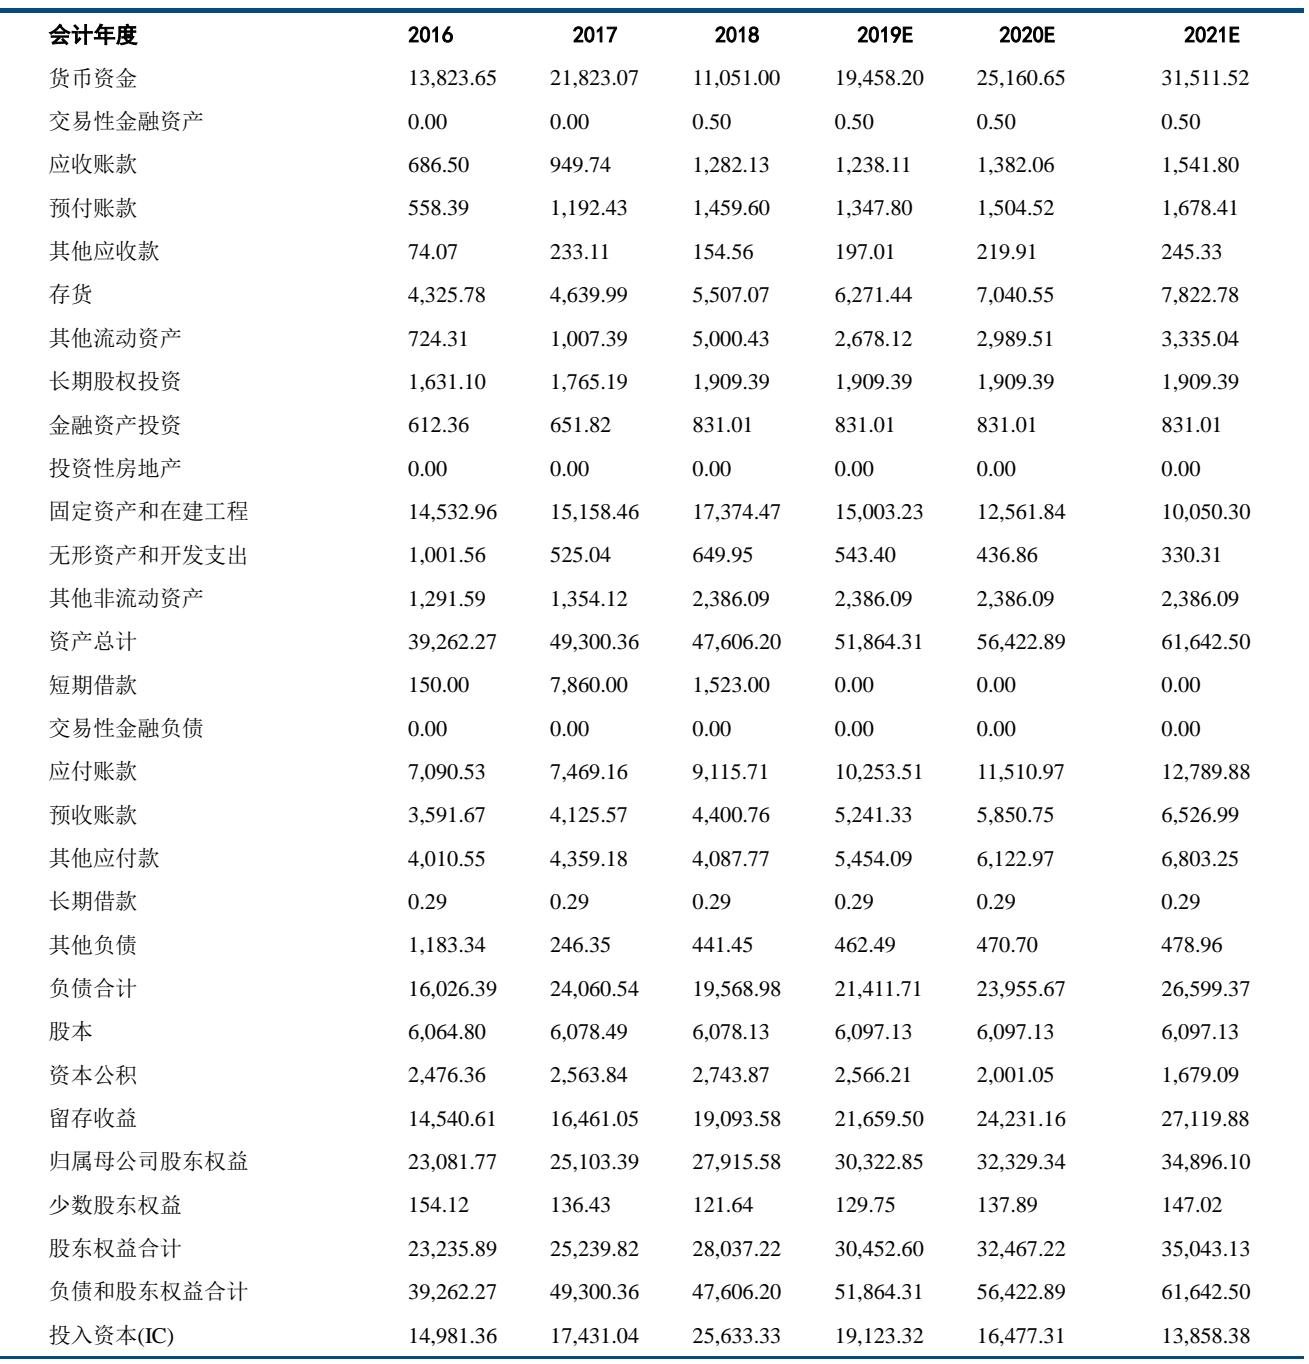 会计年度 2016 2017 2018 2019E 2020E 2021E
货币资金 13,823.65 21,823.07 11,051.00 19,458.20 25,160.65 31,511.52
交易性金融资产 0.00 0.00 0.50 0.50 0.50 0.50
应收账款 686.50 949.74 1,282.13 1,238.11 1,382.06 1,541.80
预付账款 558.39 1,192.43 1,459.60 1,347.80 1,504.52 1,678.41
其他应收款 74.07 233.11 154.56 197.01 219.91 245.33
存货 4,325.78 4,639.99 5,507.07 6,271.44 7,040.55 7,822.78
其他流动资产 724.31 1,007.39 5,000.43 2,678.12 2,989.51 3,335.04
长期股权投资 1,631.10 1,765.19 1,909.39 1,909.39 1,909.39 1,909.39
金融资产投资 612.36 651.82 831.01 831.01 831.01 831.01
投资性房地产 0.00 0.00 0.00 0.00 0.00 0.00
固定资产和在建工程 14,532.96 15,158.46 17,374.47 15,003.23 12,561.84 10,050.30
无形资产和开发支出 1,001.56 525.04 649.95 543.40 436.86 330.31
其他非流动资产 1,291.59 1,354.12 2,386.09 2,386.09 2,386.09 2,386.09
资产总计 39,262.27 49,300.36 47,606.20 51,864.31 56,422.89 61,642.50
短期借款 150.00 7,860.00 1,523.00 0.00 0.00 0.00
交易性金融负债 0.00 0.00 0.00 0.00 0.00 0.00
应付账款 7,090.53 7,469.16 9,115.71 10,253.51 11,510.97 12,789.88
预收账款 3,591.67 4,125.57 4,400.76 5,241.33 5,850.75 6,526.99
其他应付款 4,010.55 4,359.18 4,087.77 5,454.09 6,122.97 6,803.25
长期借款 0.29 0.29 0.29 0.29 0.29 0.29
其他负债 1,183.34 246.35 441.45 462.49 470.70 478.96
负债合计 16,026.39 24,060.54 19,568.98 21,411.71 23,955.67 26,599.37
股本 6,064.80 6,078.49 6,078.13 6,097.13 6,097.13 6,097.13
资本公积 2,476.36 2,563.84 2,743.87 2,566.21 2,001.05 1,679.09
留存收益 14,540.61 16,461.05 19,093.58 21,659.50 24,231.16 27,119.88
归属母公司股东权益 23,081.77 25,103.39 27,915.58 30,322.85 32,329.34 34,896.10
少数股东权益 154.12 136.43 121.64 129.75 137.89 147.02
股东权益合计 23,235.89 25,239.82 28,037.22 30,452.60 32,467.22 35,043.13
负债和股东权益合计 39,262.27 49,300.36 47,606.20 51,864.31 56,422.89 61,642.50
投入资本(IC) 14,981.36 17,431.04 25,633.33 19,123.32 16,477.31 13,858.38